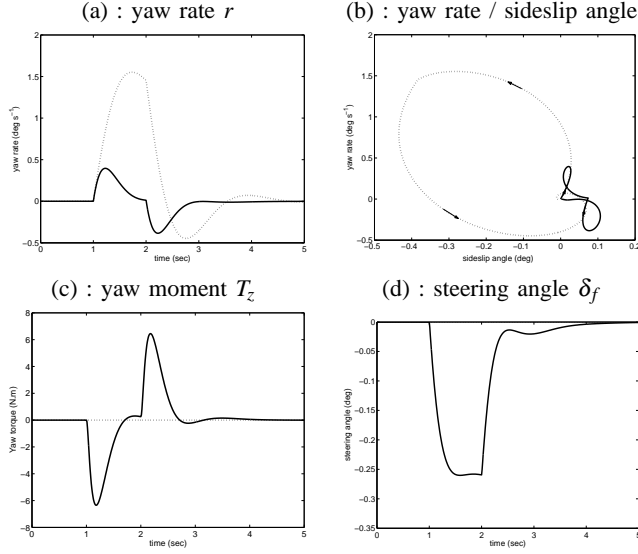 (a) : yaw rate r
(b) : yaw rate / sideslip angle
2
1.5
1
0.5
0
−0.5
yaw rate (deg s⁻¹)
0 1 2 3 4 5
time (sec)
2
1.5
1
0.5
0
−0.5
yaw rate (deg s⁻¹)
−0.5 −0.4 −0.3 −0.2 −0.1 0 0.1 0.2
sideslip angle (deg)
(c) : yaw moment T_z
(d) : steering angle δ_f
8
6
4
2
0
−2
−4
−6
−8
Yaw torque (N.m)
0 1 2 3 4 5
time (sec)
0
−0.05
−0.1
−0.15
−0.2
−0.25
−0.3
−0.35
steering angle (deg)
0 1 2 3 4 5
time (sec)